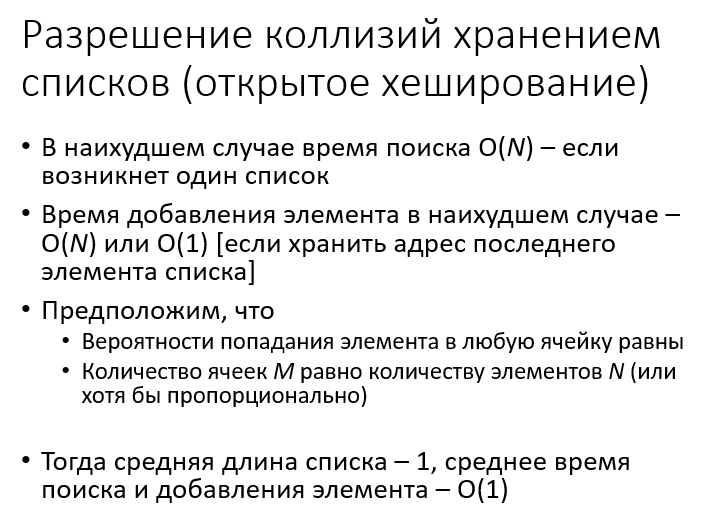 Разрешение коллизий хранением
списков (открытое хеширование)
• В наихудшем случае время поиска O(N) – если
возникнет один список
• Время добавления элемента в наихудшем случае –
O(N) или O(1) [если хранить адрес последнего
элемента списка]
• Предположим, что
• Вероятности попадания элемента в любую ячейку равны
• Количество ячеек M равно количеству элементов N (или
хотя бы пропорционально)
• Тогда средняя длина списка – 1, среднее время
поиска и добавления элемента – O(1)